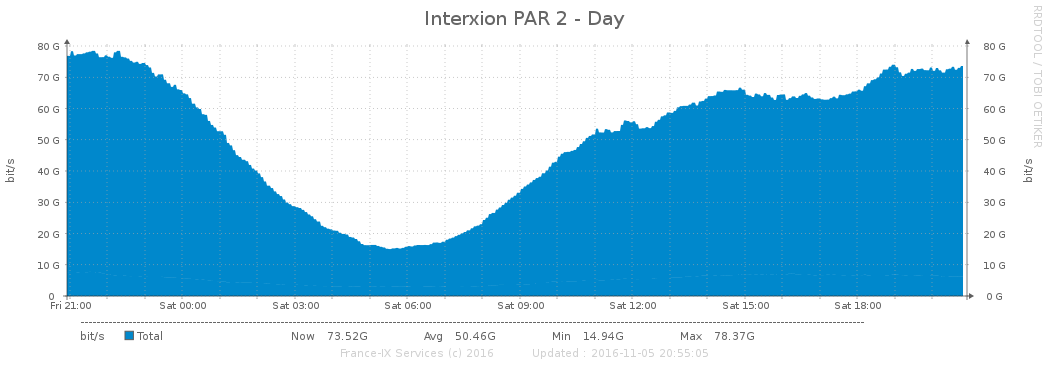 Interxion PAR 2 - Day
RRDTOOL / TOBI OETIKER
80 G 80 G
70 G 70 G
60 G 60 G
50 G 50 G
40 G 40 G
30 G 30 G
20 G 20 G
10 G 10 G
0 0 G
bit/s
bit/s
Fri 21:00 Sat 00:00 Sat 03:00 Sat 06:00 Sat 09:00 Sat 12:00 Sat 15:00 Sat 18:00
bit/s Total Now 73.52G Avg 50.46G Min 14.94G Max 78.37G
France-IX Services (c) 2016 Updated : 2016-11-05 20:55:05